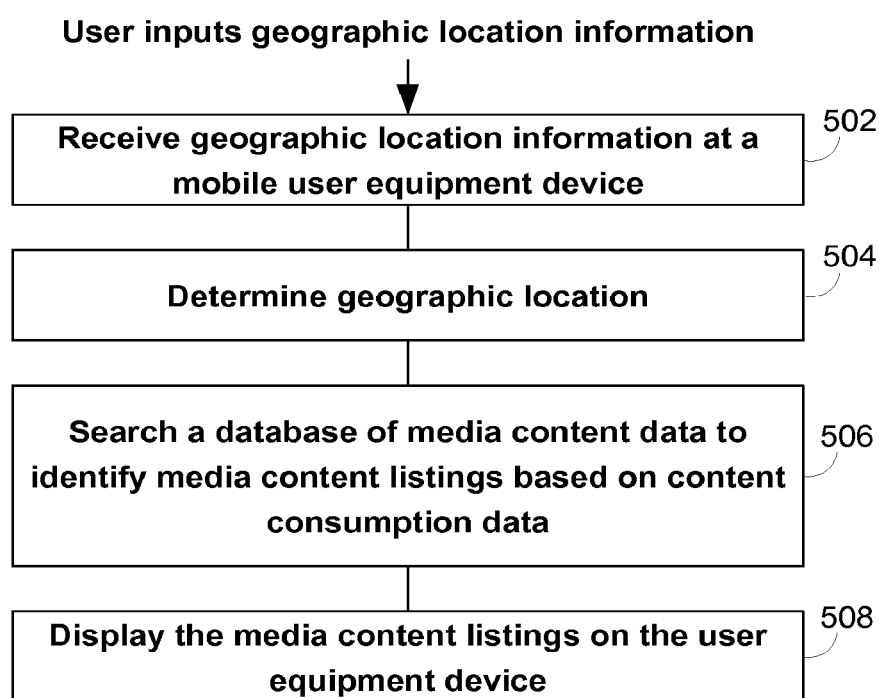 User inputs geographic location information
502
Receive geographic location information at a
mobile user equipment device
504
Determine geographic location
506
Search a database of media content data to
identify media content listings based on content
consumption data
508
Display the media content listings on the user
equipment device